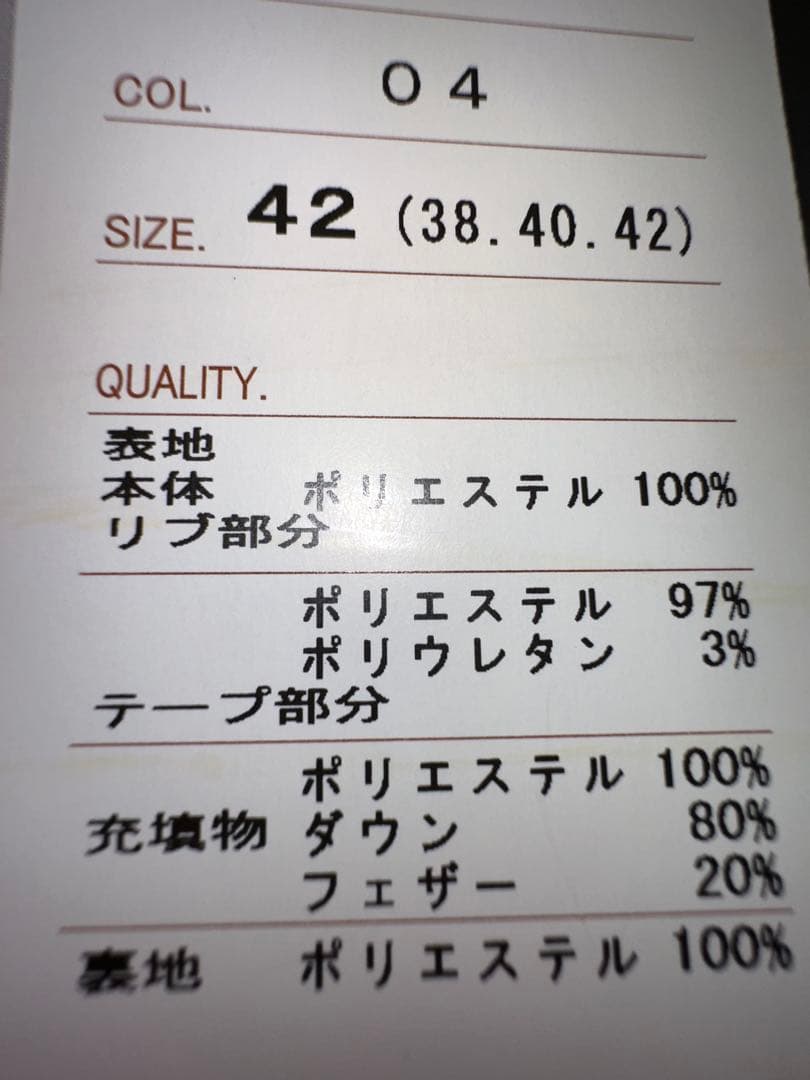 COL. 04
SIZE. 42 (38.40.42)
QUALITY.
表地
本体 ポリエステル 100%
リブ部分
ポリエステル 97%
ポリウレタン 3%
テープ部分
ポリエステル 100%
充填物 ダウン 80%
フェザー 20%
裏地 ポリエステル 100%